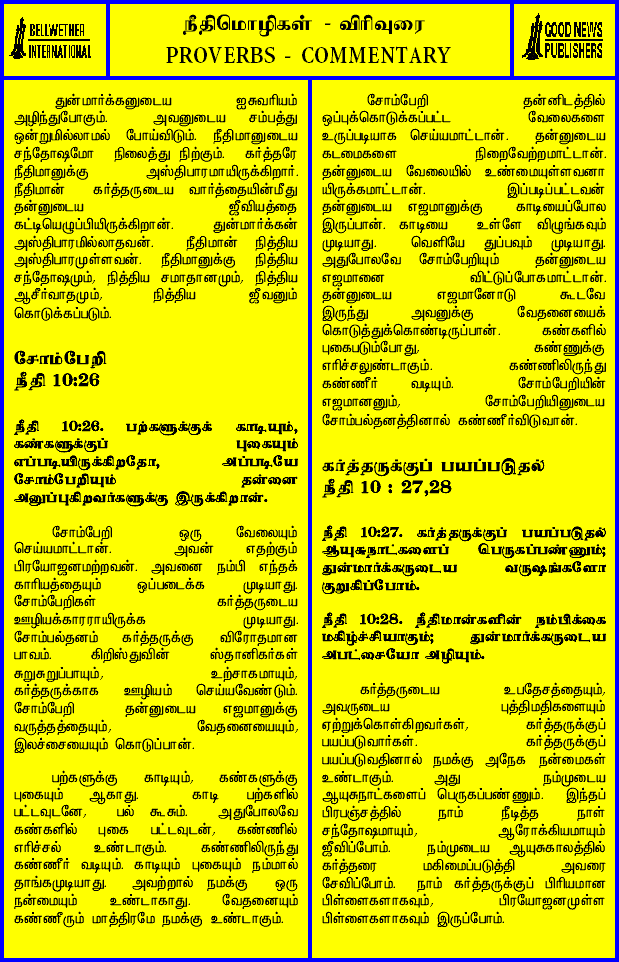 BELLWETHER
INTERNATIONAL
நீதிமொழிகள் - விரிவுரை
PROVERBS - COMMENTARY
GOOD NEWS
PUBLISHERS
துன்மார்க்கனுடைய ஐசுவரியம்
அழிந்துபோகும். அவனுடைய சம்பத்து
ஒன்றுமில்லாமல் போய்விடும். நீதிமானுடைய
சந்தோஷமோ நிலைத்து நிற்கும். கர்த்தரே
நீதிமானுக்கு அஸ்திபாரமாயிருக்கிறார்.
நீதிமான் கர்த்தருடைய வார்த்தையின்மீது
தன்னுடைய ஜீவியத்தை
கட்டியெழுப்பியிருக்கிறான். துன்மார்க்கன்
அஸ்திபாரமில்லாதவன். நீதிமான் நித்திய
அஸ்திபாரமுள்ளவன். நீதிமானுக்கு நித்திய
சந்தோஷமும், நித்திய சமாதானமும், நித்திய
ஆசீர்வாதமும், நித்திய ஜீவனும்
கொடுக்கப்படும்.
சோம்பேறி
நீதி 10:26
நீதி 10:26. பற்களுக்குக் காடியும்,
கண்களுக்குப் புகையும்
எப்படியிருக்கிறதோ, அப்படியே
சோம்பேறியும் தன்னை
அனுப்புகிறவர்களுக்கு இருக்கிறான்.
சோம்பேறி ஒரு வேலையும்
செய்யமாட்டான். அவன் எதற்கும்
பிரயோஜனமற்றவன். அவனை நம்பி எந்தக்
காரியத்தையும் ஒப்படைக்க முடியாது.
சோம்பேறிகள் கர்த்தருடைய
ஊழியக்காரராயிருக்க முடியாது.
சோம்பல்தனம் கர்த்தருக்கு விரோதமான
பாவம். கிறிஸ்துவின் ஸ்தானிகர்கள்
சுறுசுறுப்பாயும், உற்சாகமாயும்,
கர்த்தருக்காக ஊழியம் செய்யவேண்டும்.
சோம்பேறி தன்னுடைய எஜமானுக்கு
வருத்தத்தையும், வேதனையையும்,
இலச்சையையும் கொடுப்பான்.
பற்களுக்கு காடியும், கண்களுக்கு
புகையும் ஆகாது. காடி பற்களில்
பட்டவுடனே, பல் கூசும். அதுபோலவே
கண்களில் புகை பட்டவுடன், கண்ணில்
எரிச்சல் உண்டாகும். கண்ணிலிருந்து
கண்ணீர் வடியும். காடியும் புகையும் நம்மால்
தாங்கமுடியாது. அவற்றால் நமக்கு ஒரு
நன்மையும் உண்டாகாது. வேதனையும்
கண்ணீரும் மாத்திரமே நமக்கு உண்டாகும்.
சோம்பேறி தன்னிடத்தில்
ஒப்புக்கொடுக்கப்பட்ட வேலைகளை
உருப்படியாக செய்யமாட்டான். தன்னுடைய
கடமைகளை நிறைவேற்றமாட்டான்.
தன்னுடைய வேலையில் உண்மையுள்ளவனா
யிருக்கமாட்டான். இப்படிப்பட்டவன்
தன்னுடைய எஜமானுக்கு காடியைப்போல
இருப்பான். காடியை உள்ளே விழுங்கவும்
முடியாது. வெளியே துப்பவும் முடியாது.
அதுபோலவே சோம்பேறியும் தன்னுடைய
எஜமானை விட்டுப்போகமாட்டான்.
தன்னுடைய எஜமானோடு கூடவே
இருந்து அவனுக்கு வேதனையைக்
கொடுத்துக்கொண்டிருப்பான். கண்களில்
புகைபடும்போது, கண்ணுக்கு
எரிச்சலுண்டாகும். கண்ணிலிருந்து
கண்ணீர் வடியும். சோம்பேறியின்
எஜமானனும், சோம்பேறியினுடைய
சோம்பல்தனத்தினால் கண்ணீர்விடுவான்.
கர்த்தருக்குப் பயப்படுதல்
நீதி 10 : 27,28
நீதி 10:27. கர்த்தருக்குப் பயப்படுதல்
ஆயுசுநாட்களைப் பெருகப்பண்ணும்;
துன்மார்க்கருடைய வருஷங்களோ
குறுகிப்போம்.
நீதி 10:28. நீதிமான்களின் நம்பிக்கை
மகிழ்ச்சியாகும்; துன்மார்க்கருடைய
அபட்சையோ அழியும்.
கர்த்தருடைய உபதேசத்தையும்,
அவருடைய புத்திமதிகளையும்
ஏற்றுக்கொள்கிறவர்கள், கர்த்தருக்குப்
பயப்படுவார்கள். கர்த்தருக்குப்
பயப்படுவதினால் நமக்கு அநேக நன்மைகள்
உண்டாகும். அது நம்முடைய
ஆயுசுநாட்களைப் பெருகப்பண்ணும். இந்தப்
பிரபஞ்சத்தில் நாம் நீடித்த நாள்
சந்தோஷமாயும், ஆரோக்கியமாயும்
ஜீவிப்போம். நம்முடைய ஆயுசுகாலத்தில்
கர்த்தரை மகிமைப்படுத்தி அவரை
சேவிப்போம். நாம் கர்த்தருக்குப் பிரியமான
பிள்ளைகளாகவும், பிரயோஜனமுள்ள
பிள்ளைகளாகவும் இருப்போம்.